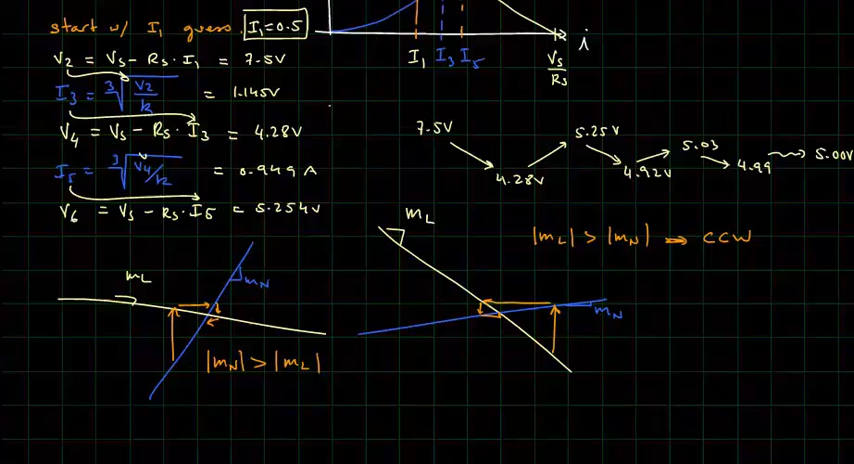 start w/ I₁ guess. I₁=0.5
V₂ = Vs - Rs · I₁ = 7.5V
I₃ = ∛(V₂/k) = 1.145V
V₄ = Vs - Rs · I₃ = 4.28V
I₅ = ∛(V₄/k) = 0.949 A
V₆ = Vs - Rs · I₅ = 5.254V
I₁ I₃ I₅
i
Vs/Rs
7.5V 4.28V 5.25V 4.92V 5.03 4.99 5.00V
mL
mN
|mN| > |mL|
mL
|mL| > |mN| ⇒ CCW
mN